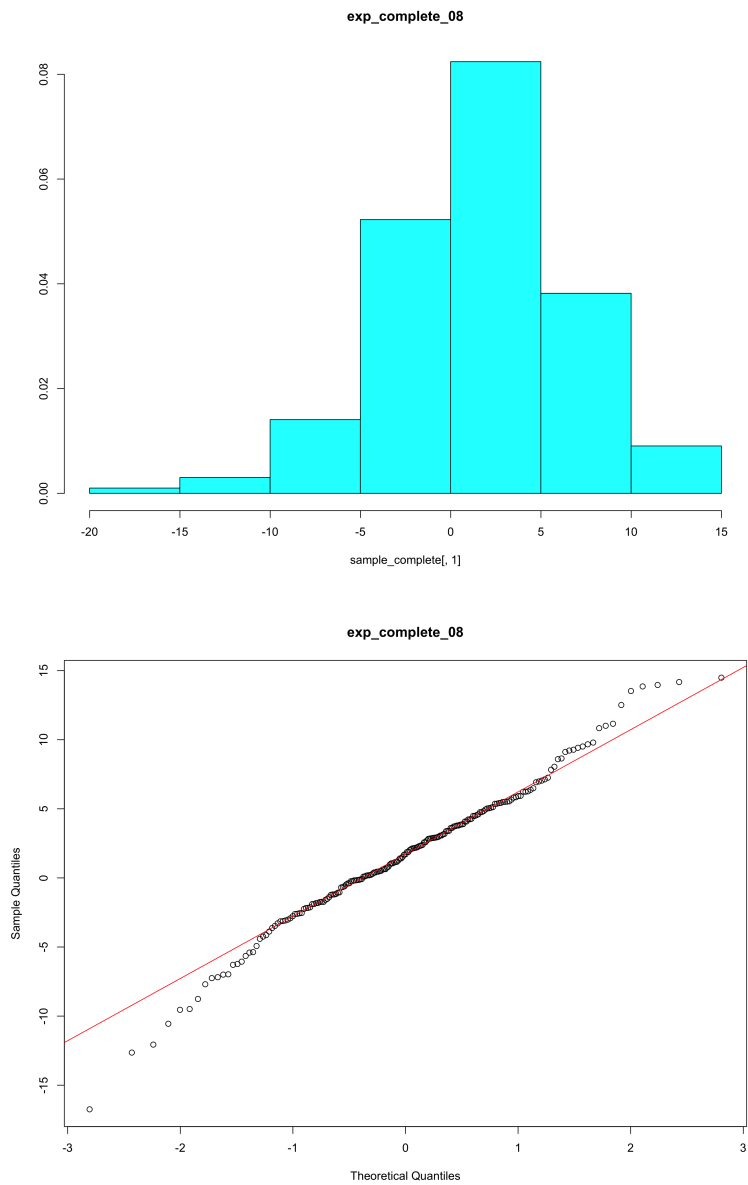 exp_complete_08
0.08
0.06
0.04
0.02
0.00
-20 -15 -10 -5 0 5 10 15
sample_complete[, 1]
exp_complete_08
15
10
5
0
-5
-10
-15
Sample Quantiles
-3 -2 -1 0 1 2 3
Theoretical Quantiles